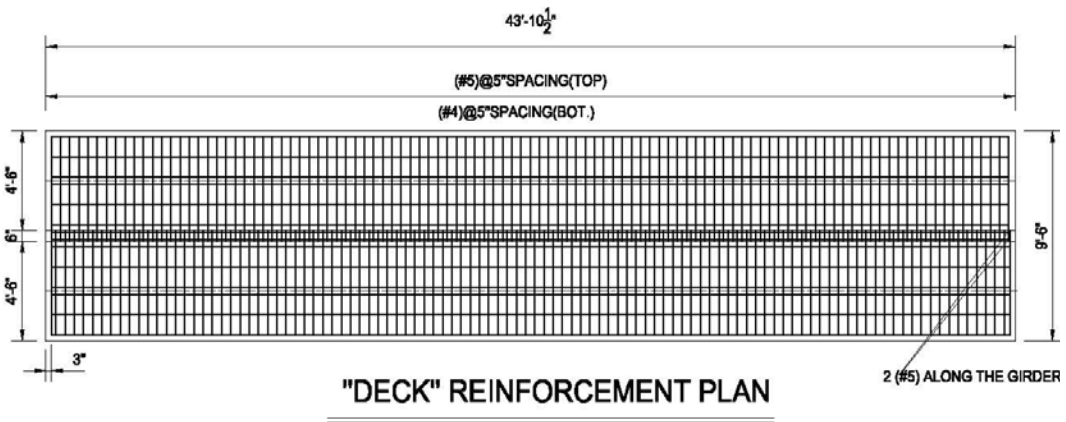 43'-10 1/2"
(#5)@5"SPACING(TOP)
(#4)@5"SPACING(BOT.)
4'-6"
6"
4'-6"
9'-6"
3"
2 (#5) ALONG THE GIRDER
"DECK" REINFORCEMENT PLAN